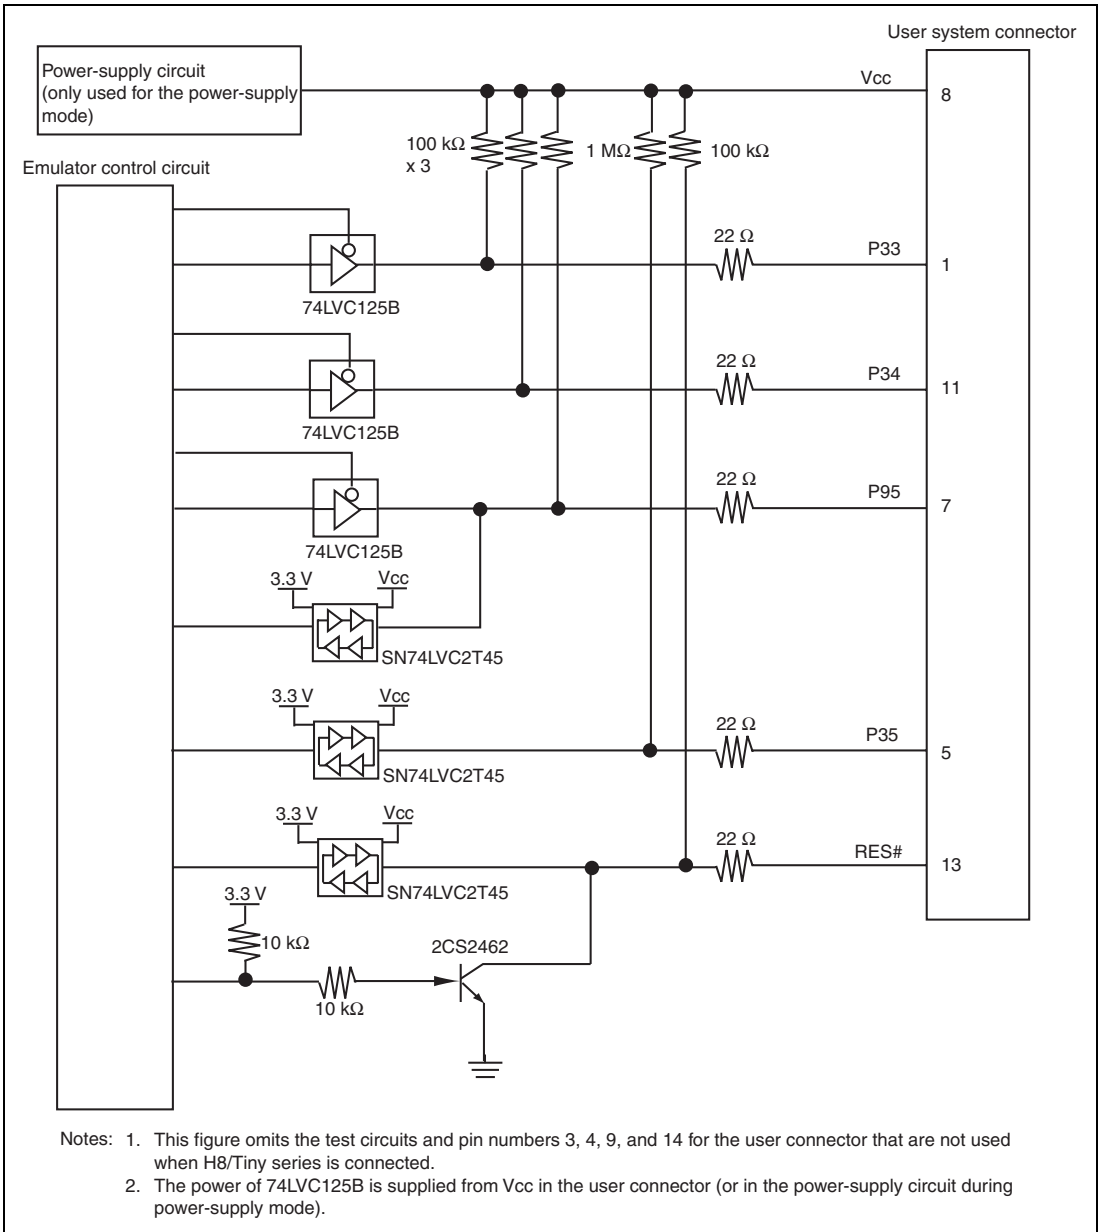 User system connector
Power-supply circuit
(only used for the power-supply
mode)
Vcc
8
100 kΩ
x 3
1 MΩ
100 kΩ
Emulator control circuit
22 Ω
P33
1
74LVC125B
22 Ω
P34
11
74LVC125B
22 Ω
P95
7
74LVC125B
3.3 V
Vcc
SN74LVC2T45
3.3 V
Vcc
22 Ω
P35
5
SN74LVC2T45
3.3 V
Vcc
22 Ω
RES#
13
SN74LVC2T45
3.3 V
10 kΩ
2CS2462
10 kΩ
Notes: 1. This figure omits the test circuits and pin numbers 3, 4, 9, and 14 for the user connector that are not used
when H8/Tiny series is connected.
2. The power of 74LVC125B is supplied from Vcc in the user connector (or in the power-supply circuit during
power-supply mode).